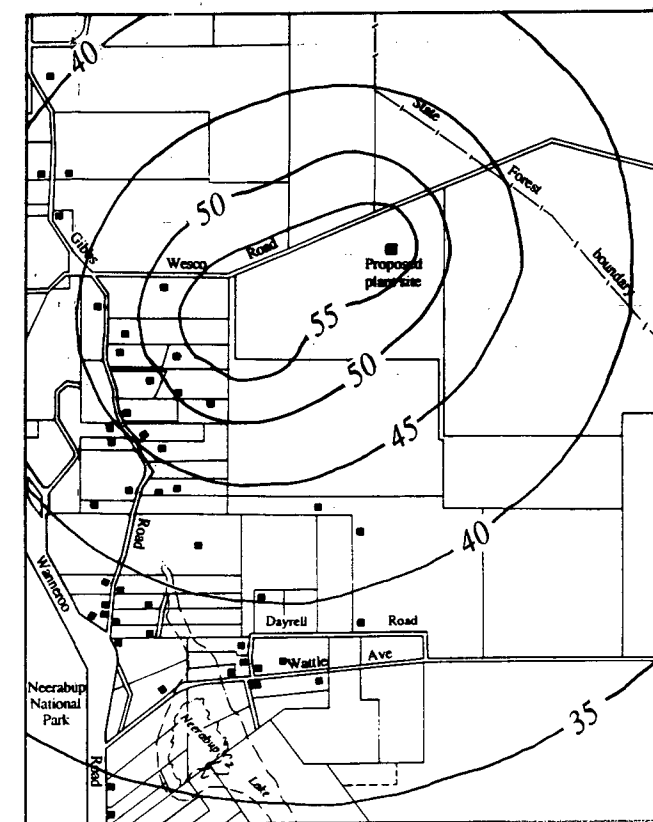 40
State
Forest
boundary
50
Gibbs
Wesco
Road
Proposed
plant site
55
50
45
40
Road
Wanneroo
Dayrell Road
Wattle Ave
Neerabup
National
Park
Neerabup
Lake
35
Road